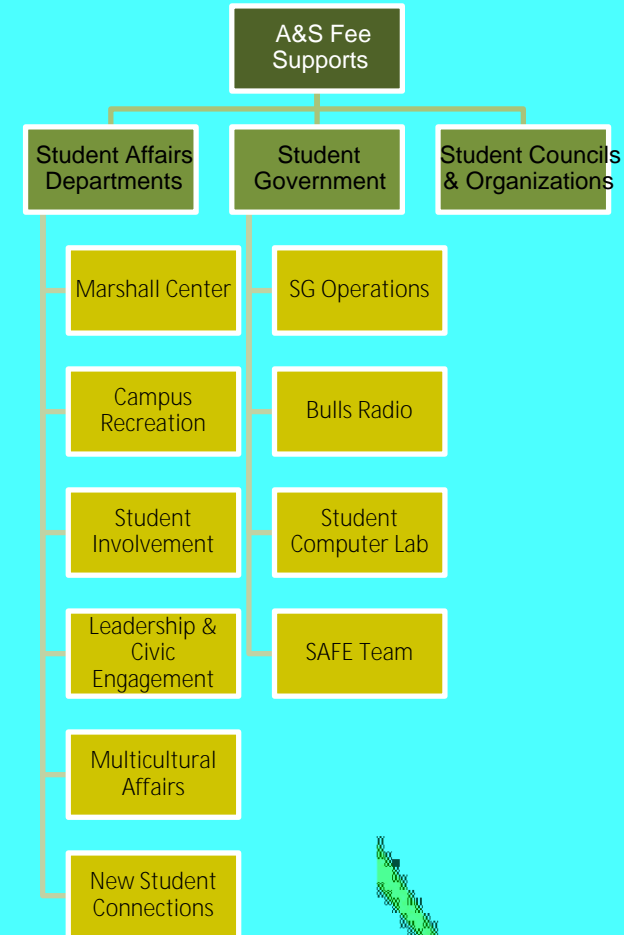 A&S Fee
Supports
Student Affairs
Departments
Student
Government
Student Councils
& Organizations
Marshall Center
Campus
Recreation
Student
Involvement
Leadership &
Civic
Engagement
Multicultural
Affairs
New Student
Connections
SG Operations
Bulls Radio
Student
Computer Lab
SAFE Team